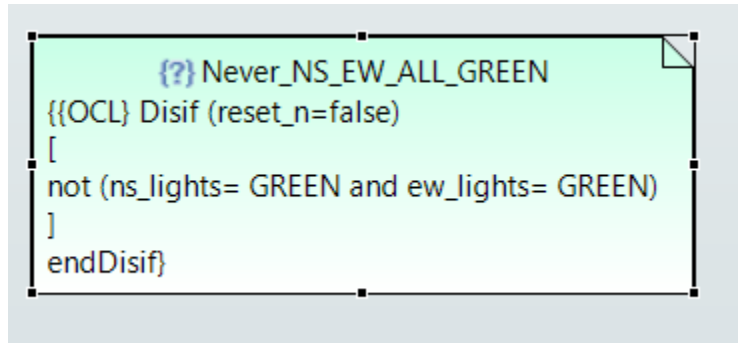 {?} Never_NS_EW_ALL_GREEN
{{OCL} Disif (reset_n=false)
[
not (ns_lights= GREEN and ew_lights= GREEN)
]
endDisif}